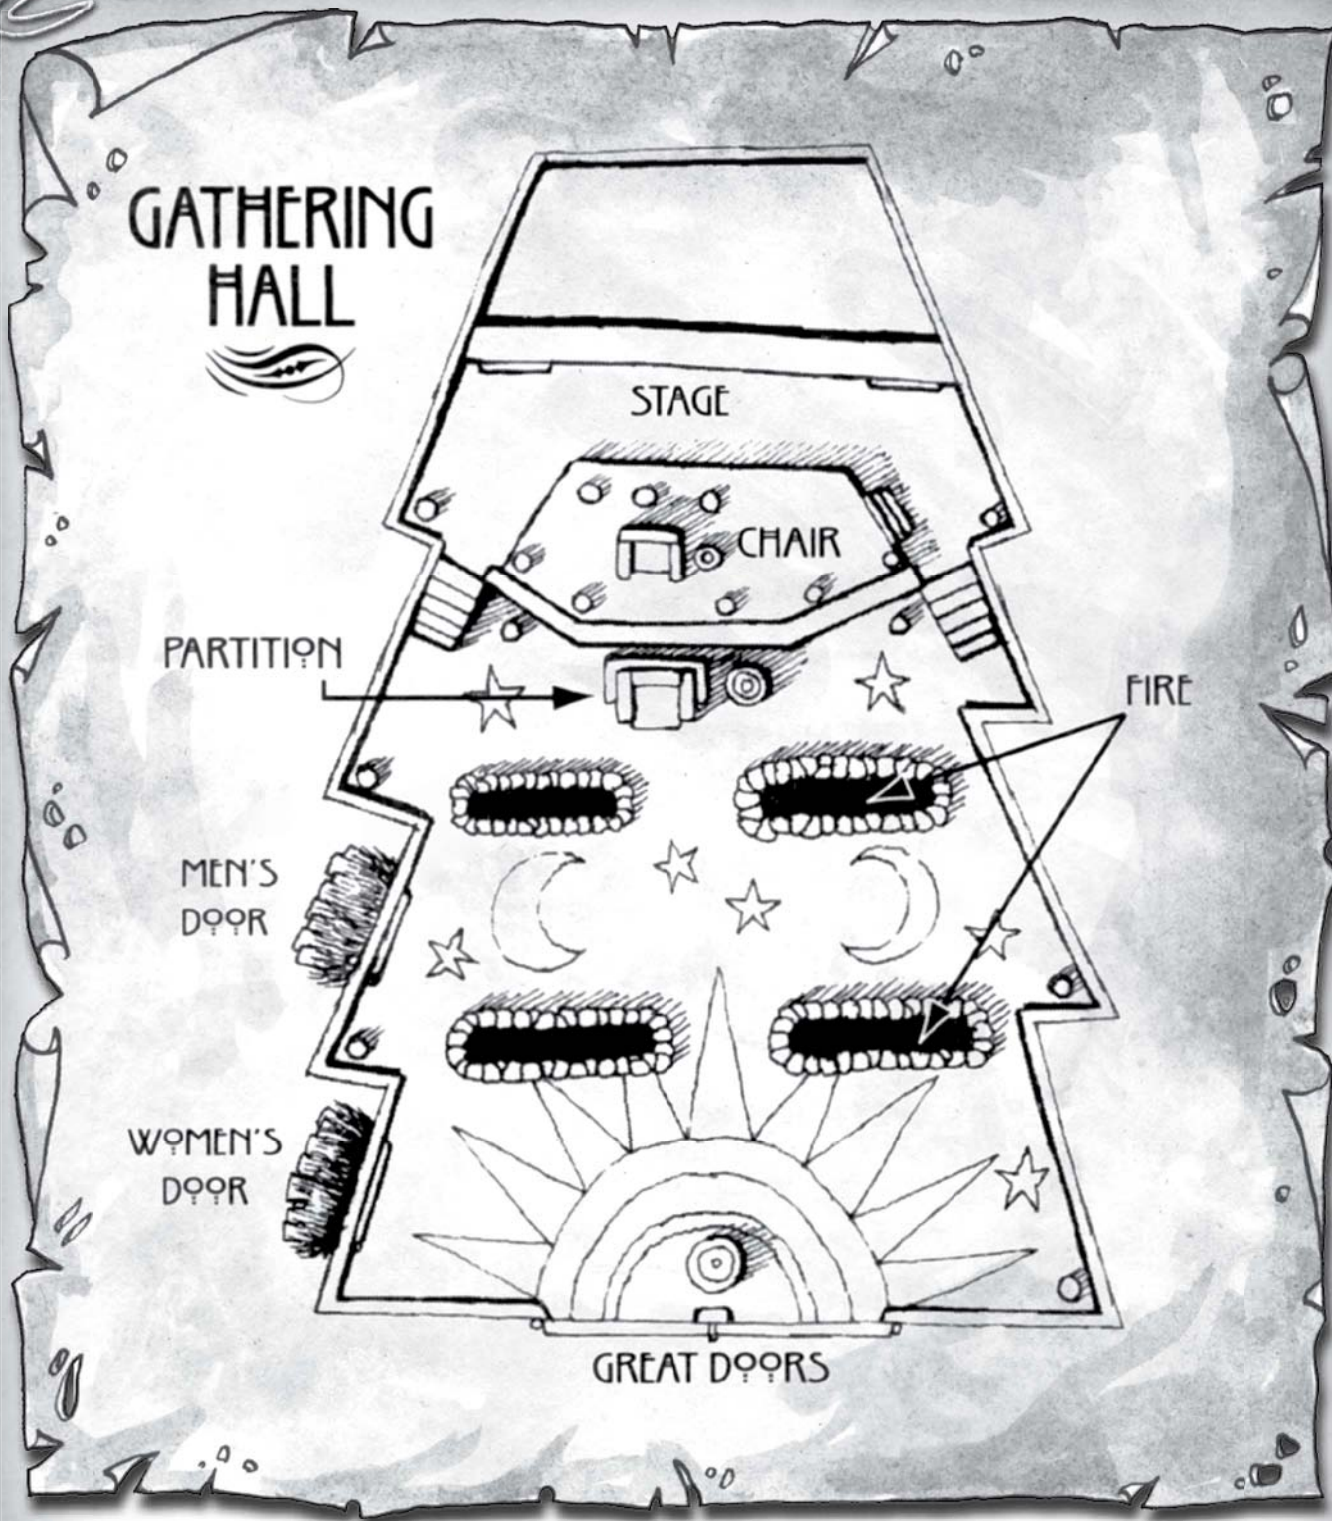 GATHERING
HALL
STAGE
CHAIR
PARTITION
FIRE
MEN'S
DOOR
WOMEN'S
DOOR
GREAT DOORS